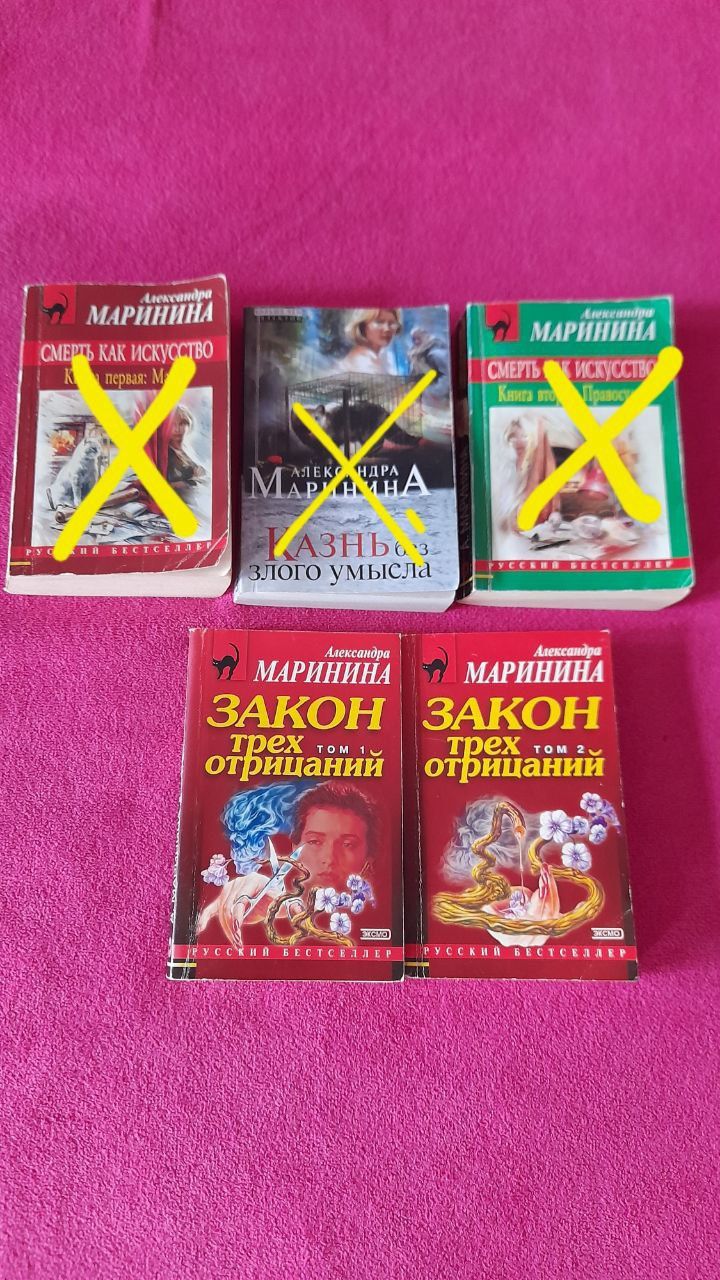 Александра
МАРИНИНА
СМЕРТЬ КАК ИСКУССТВО
первая:
РУССКИЙ БЕСТСЕЛЛЕР
АЛЕКСАНДРА
МАРИНИНА
КАЗНЬ без
злого умысла
Александра
МАРИНИНА
СМЕРТЬ КАК ИСКУССТВО
Книга
РУССКИЙ БЕСТСЕЛЛЕР
Александра
МАРИНИНА
ЗАКОН
трех ТОМ 1
отрицаний
ЭКСМО
РУССКИЙ БЕСТСЕЛЛЕР
Александра
МАРИНИНА
ЗАКОН
трех ТОМ 2
отрицаний
ЭКСМО
РУССКИЙ БЕСТСЕЛЛЕР